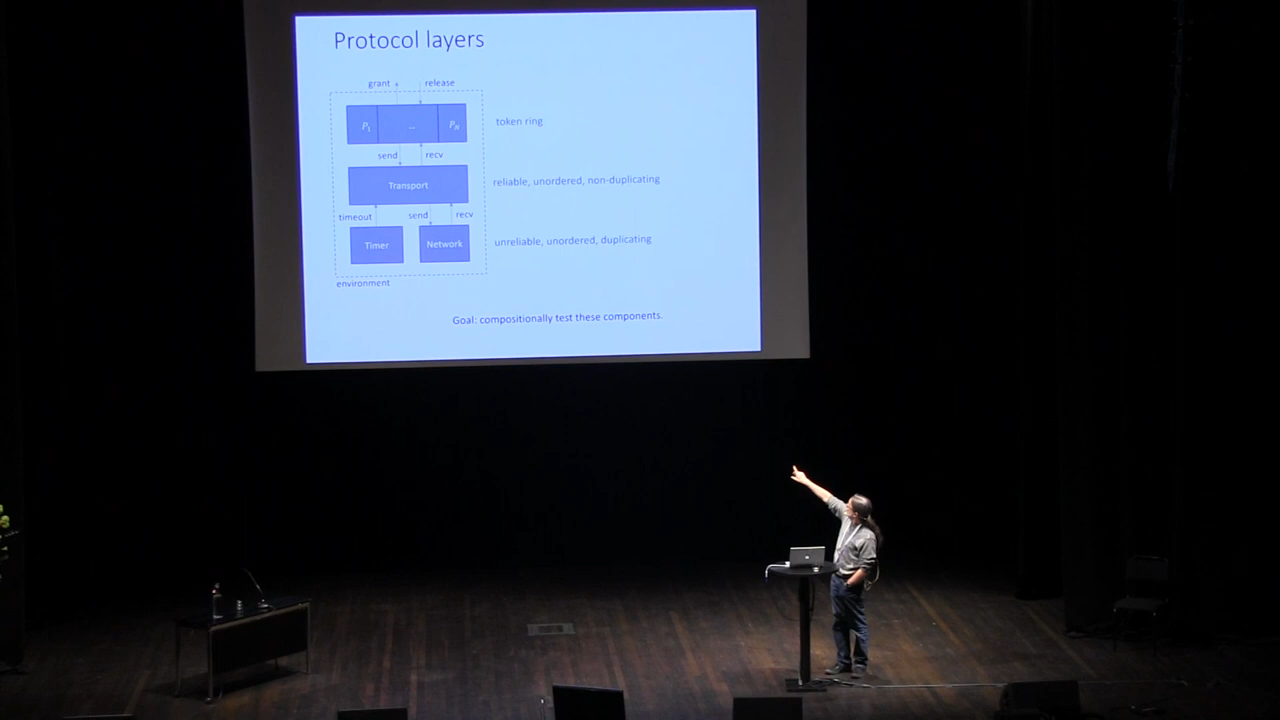 Protocol layers
grant release
P1 ... PN token ring
send recv
Transport reliable, unordered, non-duplicating
timeout send recv
Timer Network unreliable, unordered, duplicating
environment
Goal: compositionally test these components.